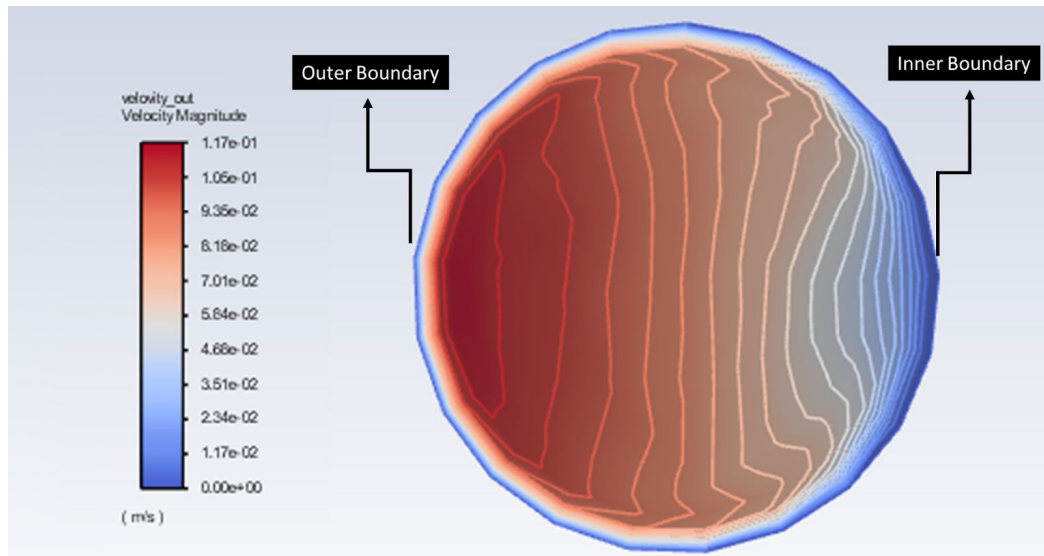 Outer Boundary
Inner Boundary
velovity_out
Velocity Magnitude
1.17e-01
1.05e-01
9.35e-02
8.18e-02
7.01e-02
5.84e-02
4.68e-02
3.51e-02
2.34e-02
1.17e-02
0.00e+00
( m/s )